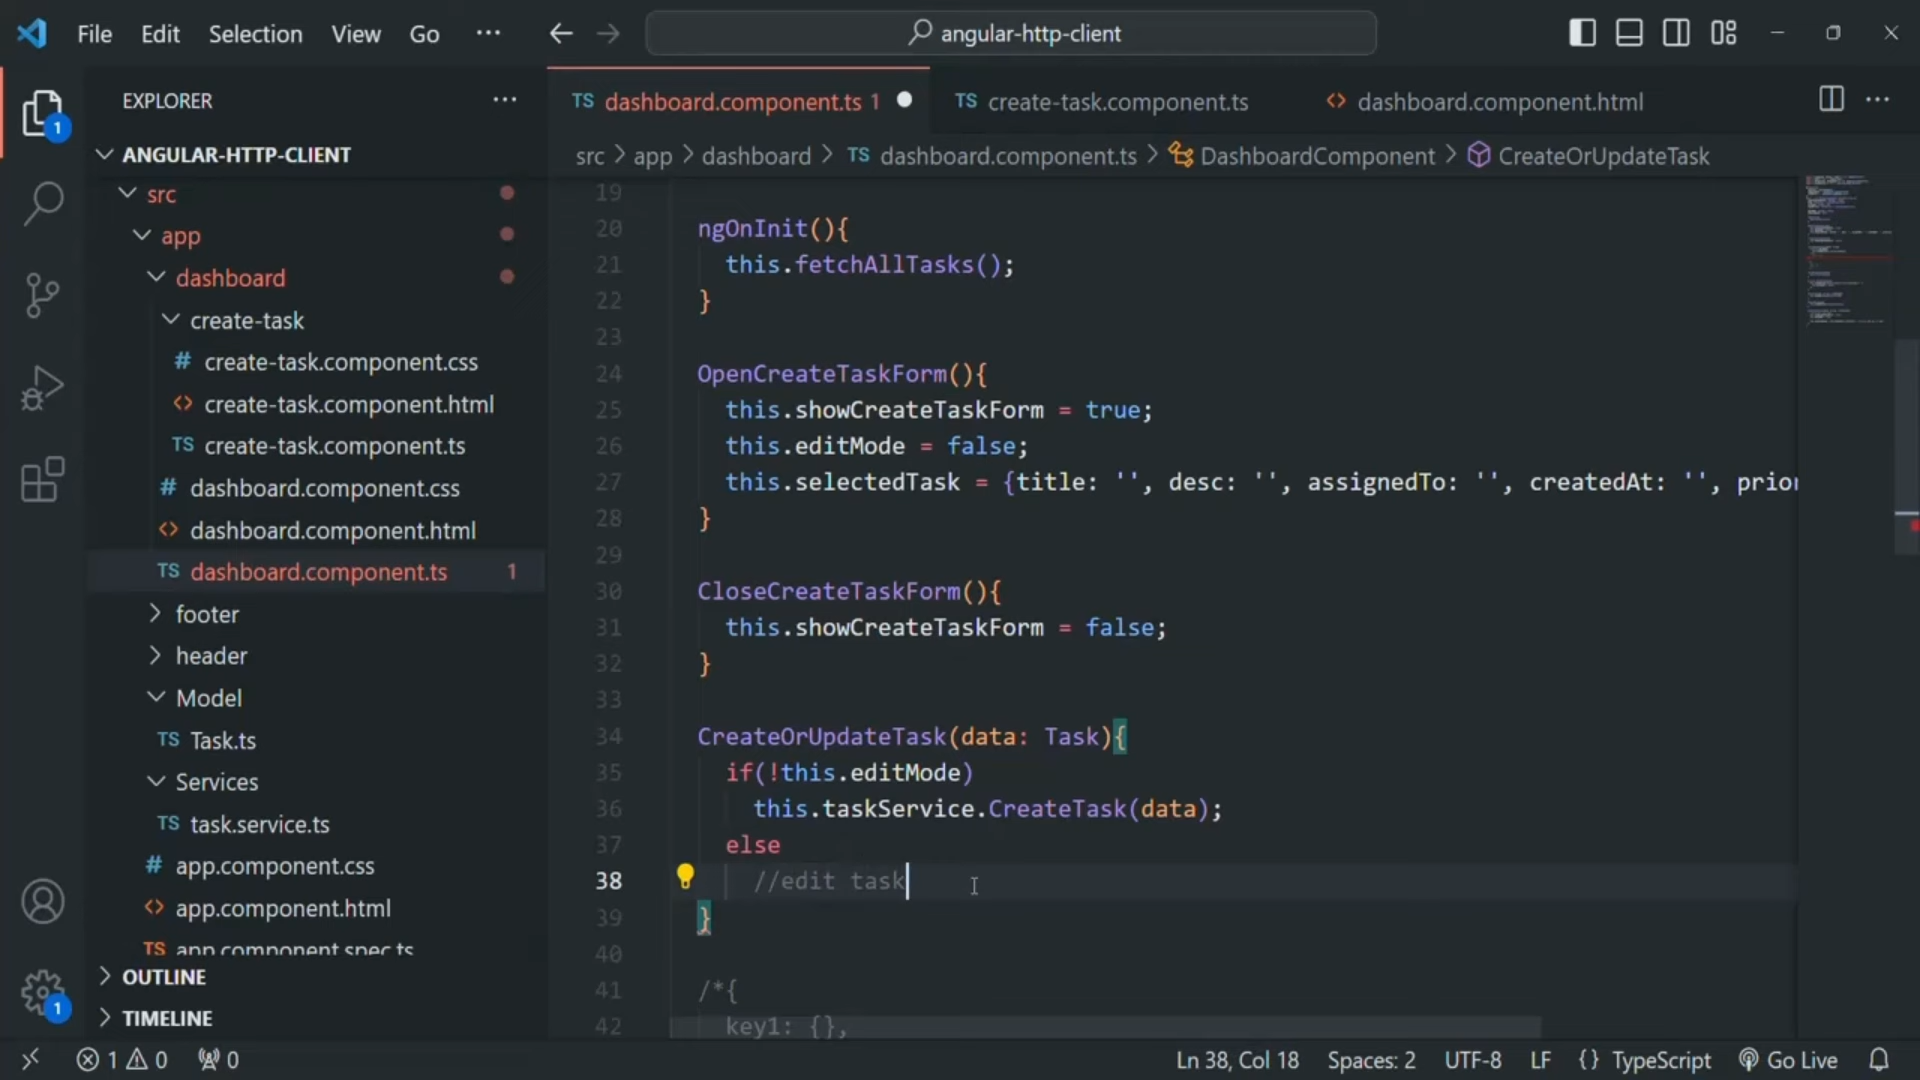 File Edit Selection View Go ··· angular-http-client
EXPLORER ···
ANGULAR-HTTP-CLIENT
src
app
dashboard
create-task
# create-task.component.css
<> create-task.component.html
TS create-task.component.ts
# dashboard.component.css
<> dashboard.component.html
TS dashboard.component.ts 1
footer
header
Model
TS Task.ts
Services
TS task.service.ts
# app.component.css
<> app.component.html
TS app.component.spec.ts
OUTLINE
TIMELINE
1
1
TS dashboard.component.ts 1 TS create-task.component.ts <> dashboard.component.html ···
src > app > dashboard > TS dashboard.component.ts > DashboardComponent > CreateOrUpdateTask
19
20 ngOnInit(){
21 this.fetchAllTasks();
22 }
23
24 OpenCreateTaskForm(){
25 this.showCreateTaskForm = true;
26 this.editMode = false;
27 this.selectedTask = {title: '', desc: '', assignedTo: '', createdAt: '', prior
28 }
29
30 CloseCreateTaskForm(){
31 this.showCreateTaskForm = false;
32 }
33
34 CreateOrUpdateTask(data: Task){
35 if(!this.editMode)
36 this.taskService.CreateTask(data);
37 else
38 //edit task
39 }
40
41 /*{
42 key1: {},
1 0 0 Ln 38, Col 18 Spaces: 2 UTF-8 LF {} TypeScript Go Live